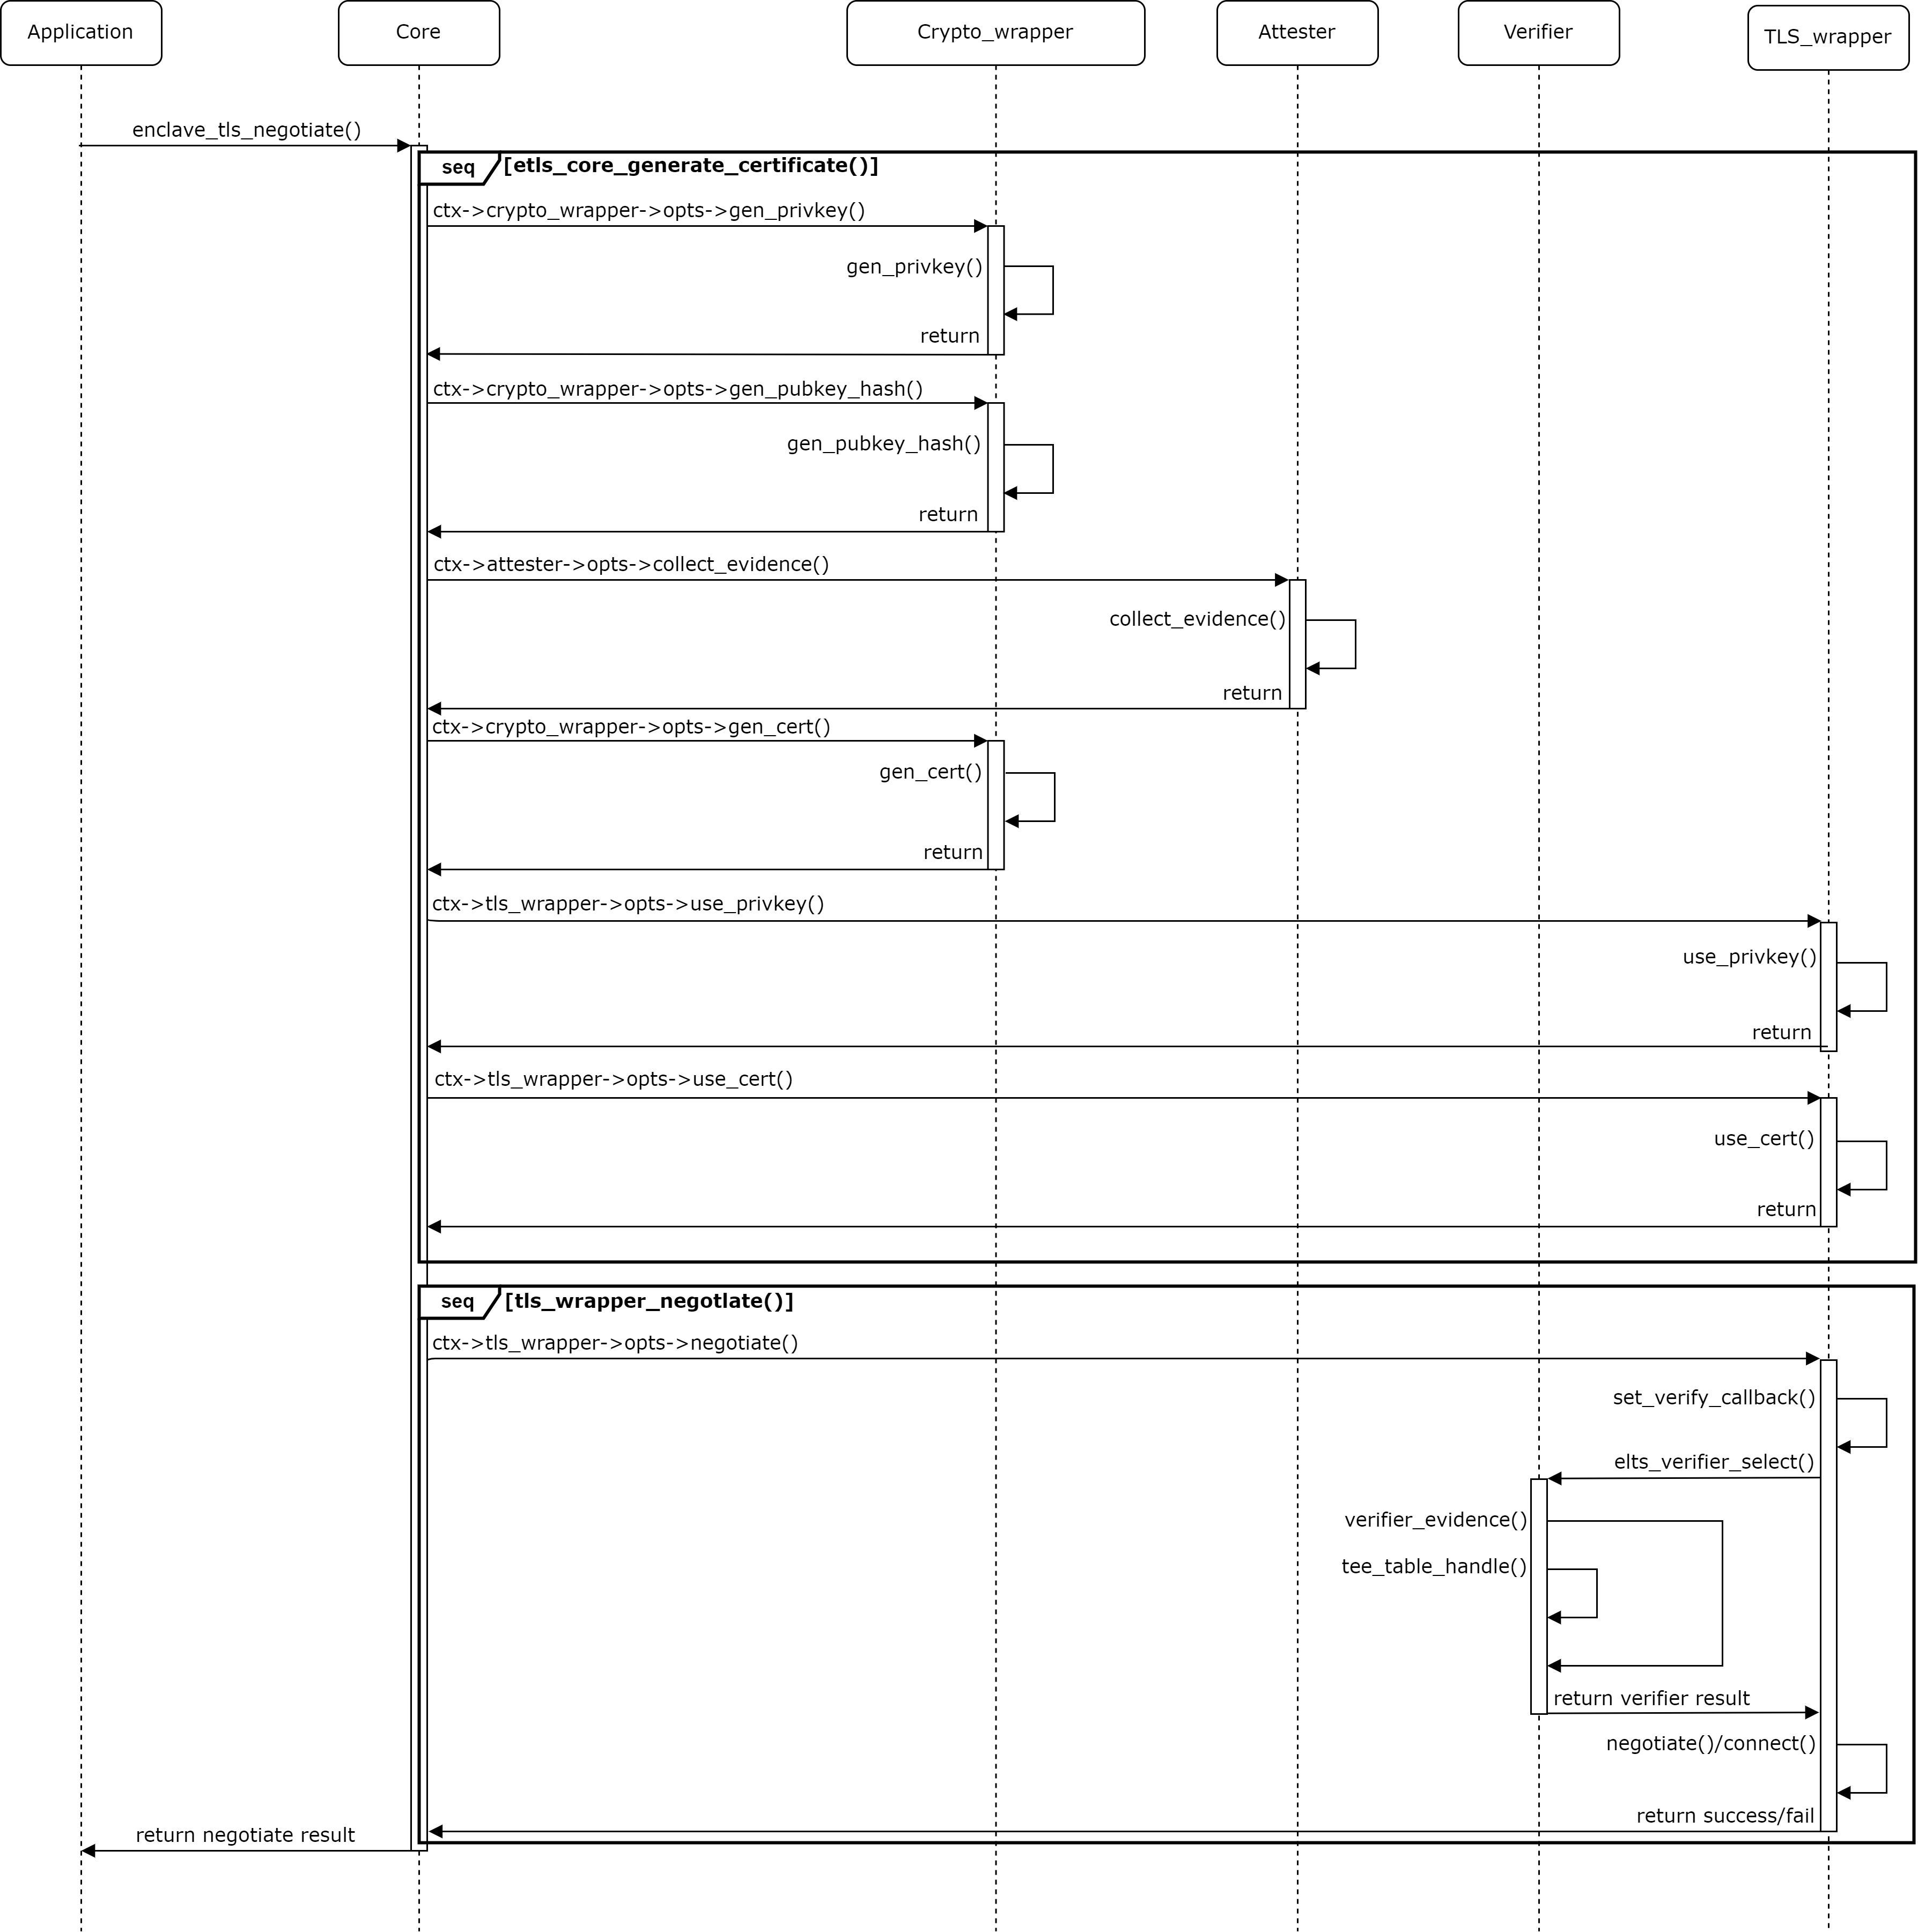 Application
Core
Crypto_wrapper
Attester
Verifier
TLS_wrapper
enclave_tls_negotiate()
seq [etls_core_generate_certificate()]
ctx->crypto_wrapper->opts->gen_privkey()
gen_privkey()
return
ctx->crypto_wrapper->opts->gen_pubkey_hash()
gen_pubkey_hash()
return
ctx->attester->opts->collect_evidence()
collect_evidence()
return
ctx->crypto_wrapper->opts->gen_cert()
gen_cert()
return
ctx->tls_wrapper->opts->use_privkey()
use_privkey()
return
ctx->tls_wrapper->opts->use_cert()
use_cert()
return
seq [tls_wrapper_negotlate()]
ctx->tls_wrapper->opts->negotiate()
set_verify_callback()
elts_verifier_select()
verifier_evidence()
tee_table_handle()
return verifier result
negotiate()/connect()
return success/fail
return negotiate result